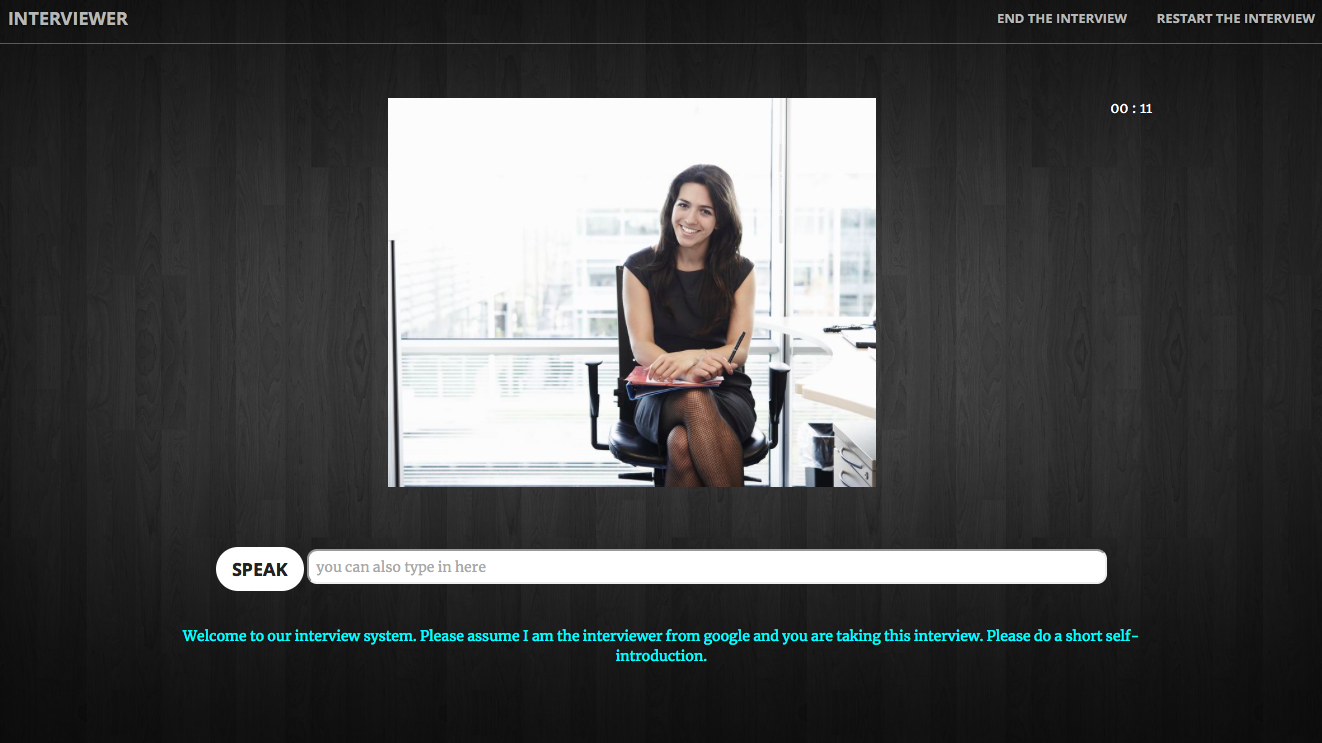 INTERVIEWER
END THE INTERVIEW
RESTART THE INTERVIEW
00 : 11
SPEAK
you can also type in here
Welcome to our interview system. Please assume I am the interviewer from google and you are taking this interview. Please do a short self-
introduction.